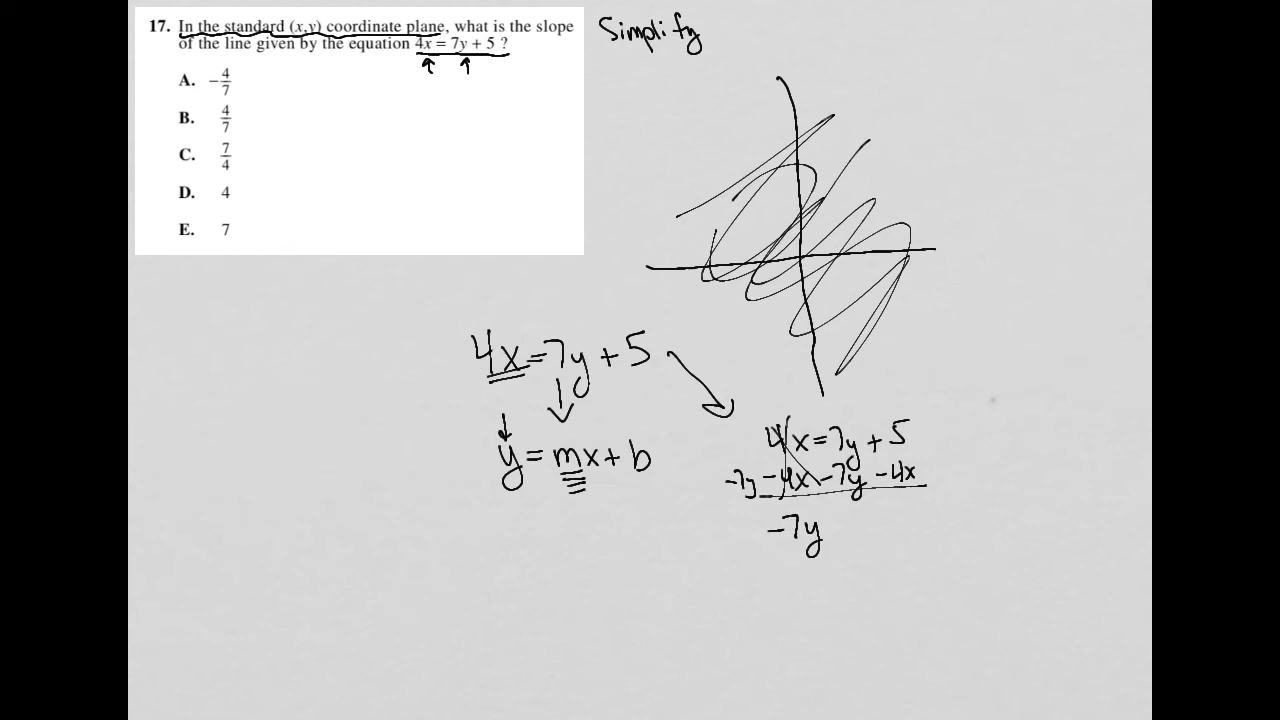 17. In the standard (x,y) coordinate plane, what is the slope
of the line given by the equation 4x = 7y + 5 ?
A. -4/7
B. 4/7
C. 7/4
D. 4
E. 7
Simplify
4x=7y+5
y=mx+b
4x=7y+5
-7y-4x-7y-4x
-7y